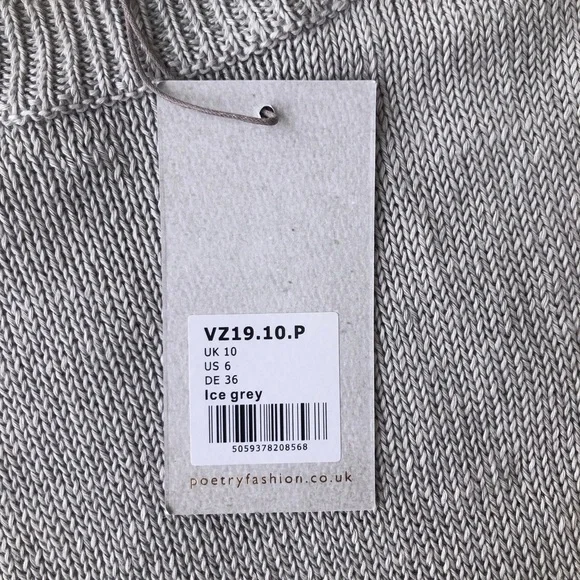 VZ19.10.P
UK 10
US 6
DE 36
Ice grey
5059378208568
poetryfashion.co.uk